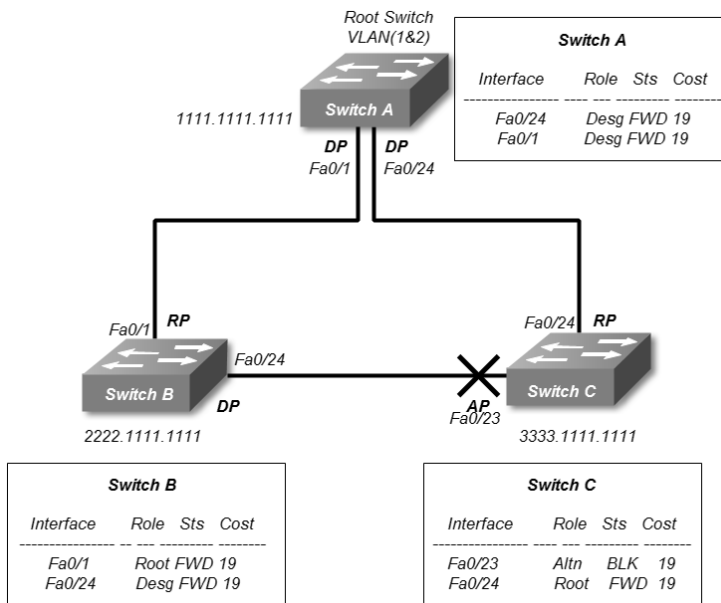 Root Switch
VLAN(1&2)
Switch A
1111.1111.1111
DP DP
Fa0/1 Fa0/24
Switch A
Interface Role Sts Cost
Fa0/24 Desg FWD 19
Fa0/1 Desg FWD 19
Fa0/1 RP
Switch B
Fa0/24
DP
2222.1111.1111
Fa0/24 RP
Switch C
AP
Fa0/23
3333.1111.1111
Switch B
Interface Role Sts Cost
Fa0/1 Root FWD 19
Fa0/24 Desg FWD 19
Switch C
Interface Role Sts Cost
Fa0/23 Altn BLK 19
Fa0/24 Root FWD 19